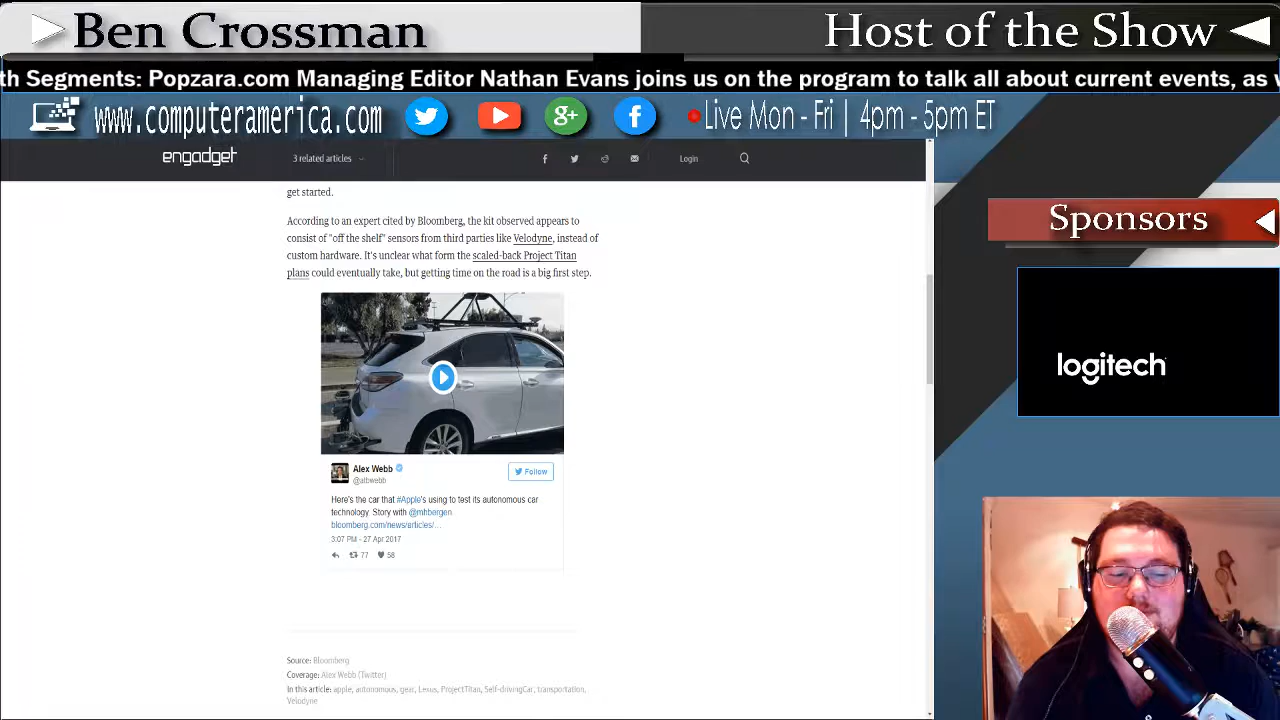 Ben Crossman
Host of the Show
th Segments: Popzara.com Managing Editor Nathan Evans joins us on the program to talk all about current events, as w
www.computeramerica.com
Live Mon - Fri | 4pm - 5pm ET
engadget
3 related articles
Login
get started.
According to an expert cited by Bloomberg, the kit observed appears to
consist of "off the shelf" sensors from third parties like Velodyne, instead of
custom hardware. It's unclear what form the scaled-back Project Titan
plans could eventually take, but getting time on the road is a big first step.
Sponsors
logitech
Alex Webb
@atbwebb
Follow
Here's the car that #Apple's using to test its autonomous car
technology. Story with @mhbergen
bloomberg.com/news/articles/...
3:07 PM - 27 Apr 2017
77 58
Source: Bloomberg
Coverage: Alex Webb (Twitter)
In this article: apple, autonomous, gear, Lexus, ProjectTitan, Self-drivingCar, transportation,
Velodyne